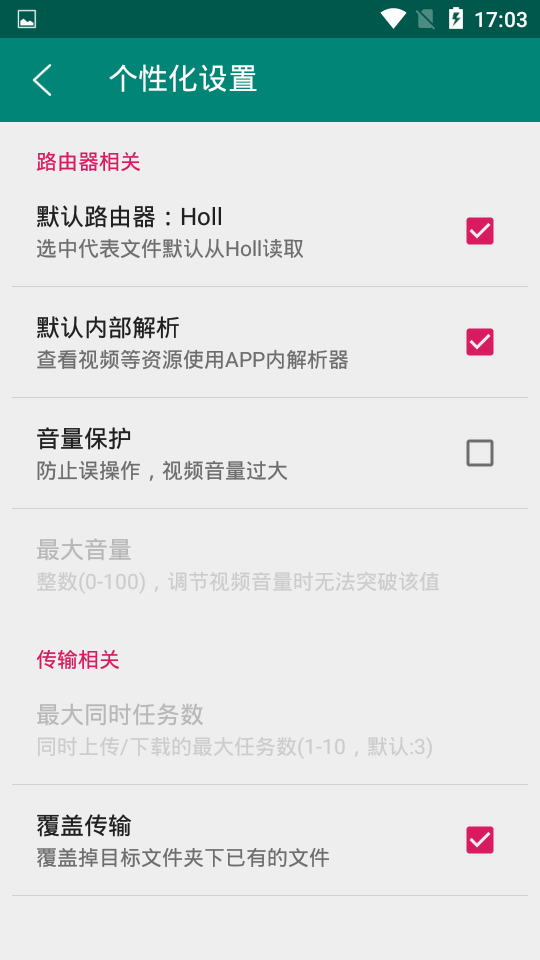 17:03
个性化设置
路由器相关
默认路由器：Holl
选中代表文件默认从Holl读取
默认内部解析
查看视频等资源使用APP内解析器
音量保护
防止误操作，视频音量过大
最大音量
整数(0-100)，调节视频音量时无法突破该值
传输相关
最大同时任务数
同时上传/下载的最大任务数(1-10，默认:3)
覆盖传输
覆盖掉目标文件夹下已有的文件